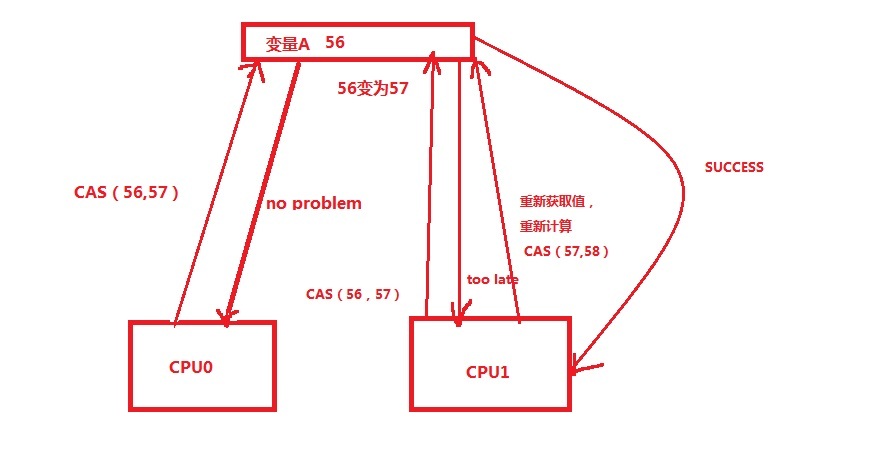 变量A 56
56变为57
SUCCESS
CAS（56,57）
no problem
重新获取值，
重新计算
CAS（57,58）
too late
CAS（56，57）
CPU0
CPU1